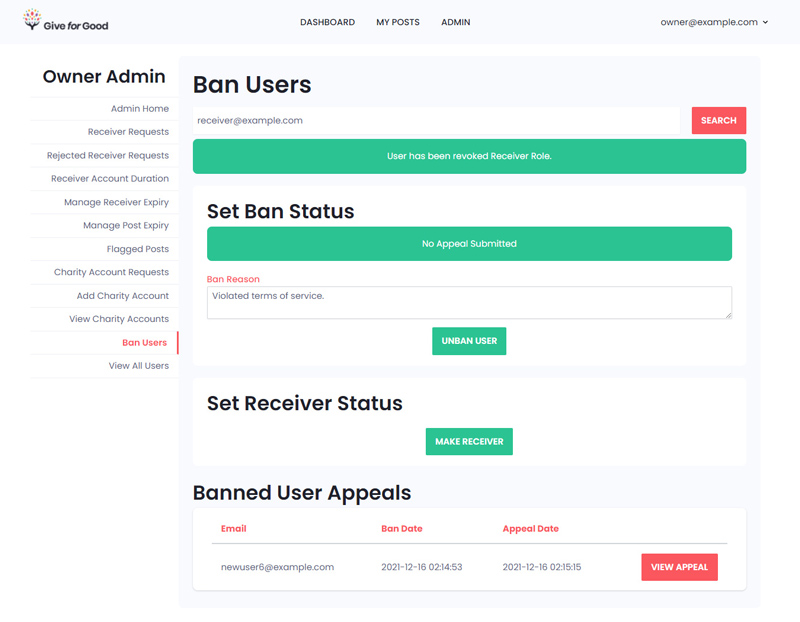 Give for Good
DASHBOARD MY POSTS ADMIN
owner@example.com
Owner Admin
Admin Home
Receiver Requests
Rejected Receiver Requests
Receiver Account Duration
Manage Receiver Expiry
Manage Post Expiry
Flagged Posts
Charity Account Requests
Add Charity Account
View Charity Accounts
Ban Users
View All Users
Ban Users
receiver@example.com SEARCH
User has been revoked Receiver Role.
Set Ban Status
No Appeal Submitted
Ban Reason
Violated terms of service.
UNBAN USER
Set Receiver Status
MAKE RECEIVER
Banned User Appeals
Email Ban Date Appeal Date
newuser6@example.com 2021-12-16 02:14:53 2021-12-16 02:15:15 VIEW APPEAL